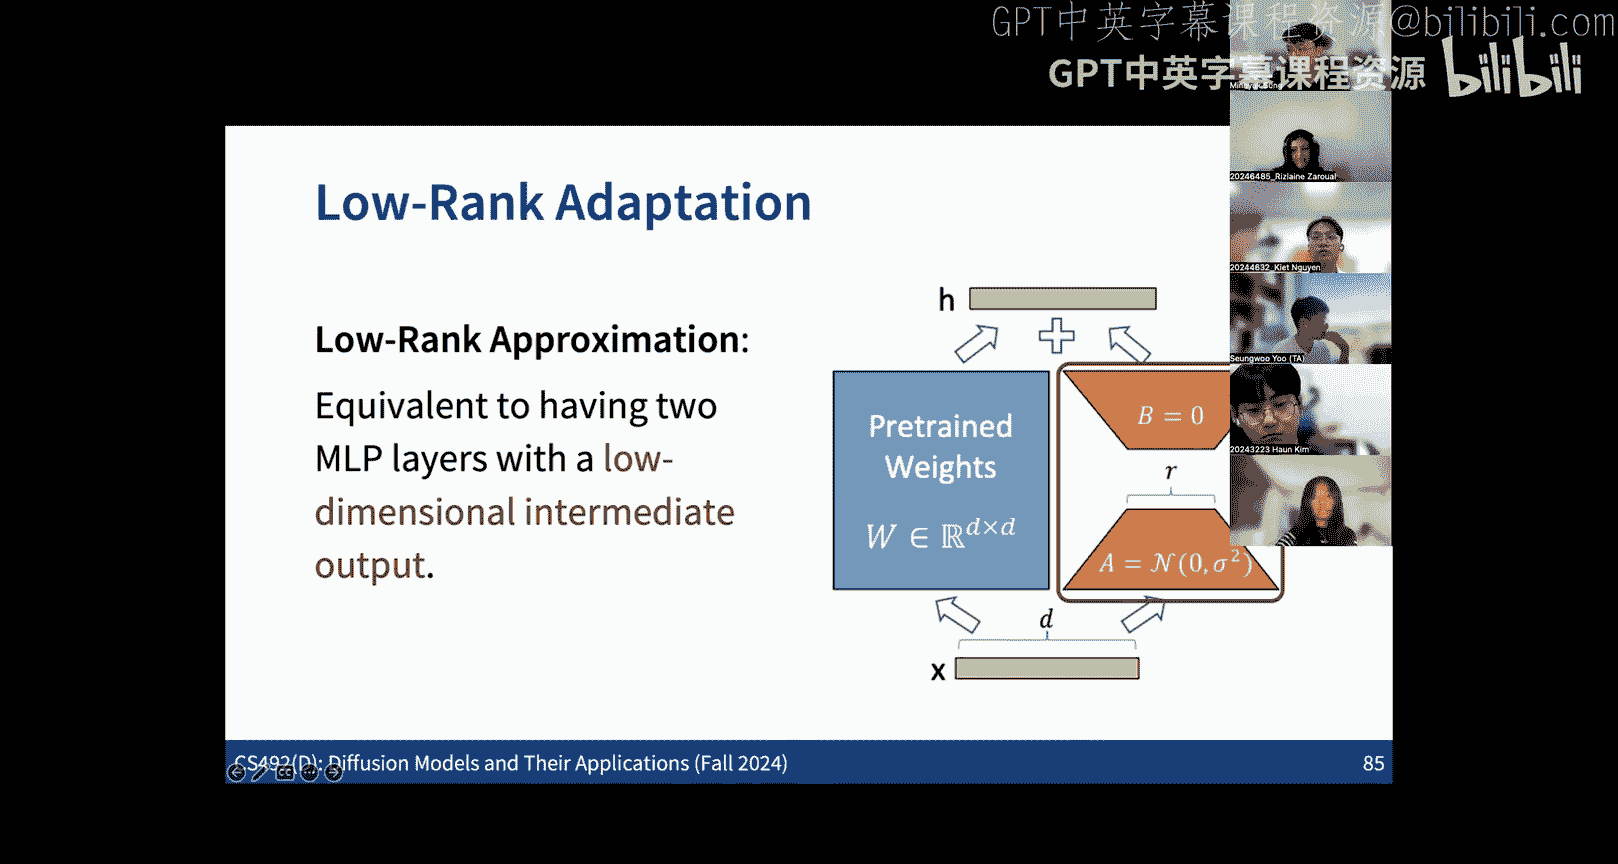 GPT中英字幕课程资源@bilibili.com
GPT中英字幕课程资源 bilibili
20246485_Rizlaine Zaroual
20244632_Kiet Nguyen
Seungwoo Yoo (TA)
20243223 Haun Kim
Low-Rank Adaptation
Low-Rank Approximation:
Equivalent to having two
MLP layers with a low-
dimensional intermediate
output.
h
Pretrained
Weights
W ∈ ℝ^{d×d}
B = 0
r
A = 𝒩(0, σ²)
d
x
CS492(D): Diffusion Models and Their Applications (Fall 2024)
85